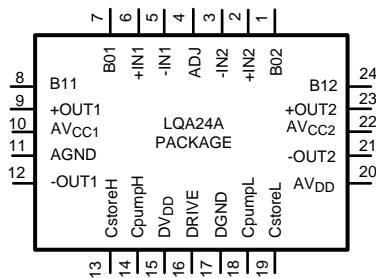 7 6 5 4 3 2 1
B01 +IN1 -IN1 ADJ -IN2 +IN2 B02
8 B11 B12 24
9 +OUT1 +OUT2 23
10 AVCC1 AVCC2 22
11 AGND -OUT2 21
12 -OUT1 AVDD 20
LQA24A
PACKAGE
CstoreH CpumpH DVDD DRIVE DGND CpumpL CstoreL
13 14 15 16 17 18 19